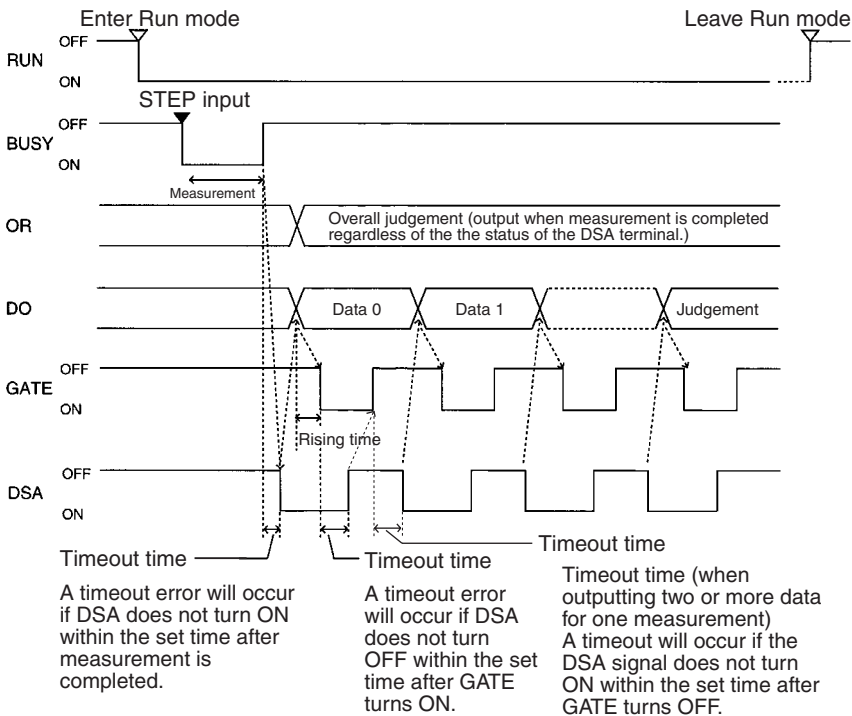 Enter Run mode
Leave Run mode
RUN
OFF
ON
STEP input
BUSY
OFF
ON
Measurement
OR
Overall judgement (output when measurement is completed
regardless of the the status of the DSA terminal.)
DO
Data 0
Data 1
Judgement
GATE
OFF
ON
Rising time
DSA
OFF
ON
Timeout time
A timeout error will occur
if DSA does not turn ON
within the set time after
measurement is
completed.
Timeout time
A timeout error
will occur if DSA
does not turn
OFF within the set
time after GATE
turns ON.
Timeout time
Timeout time (when
outputting two or more data
for one measurement)
A timeout will occur if the
DSA signal does not turn
ON within the set time after
GATE turns OFF.